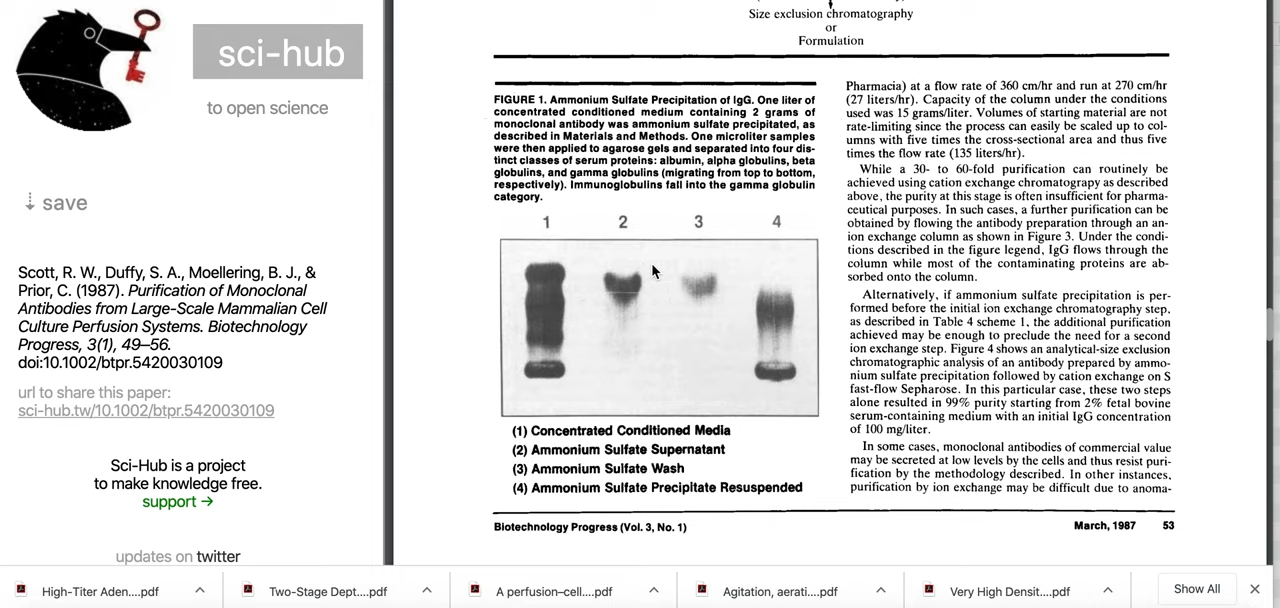 sci-hub
to open science
⇣ save
Scott, R. W., Duffy, S. A., Moellering, B. J., &
Prior, C. (1987). Purification of Monoclonal
Antibodies from Large-Scale Mammalian Cell
Culture Perfusion Systems. Biotechnology
Progress, 3(1), 49–56.
doi:10.1002/btpr.5420030109
url to share this paper:
sci-hub.tw/10.1002/btpr.5420030109
Sci-Hub is a project
to make knowledge free.
support →
updates on twitter
Size exclusion chromatography
or
Formulation
FIGURE 1. Ammonium Sulfate Precipitation of IgG. One liter of
concentrated conditioned medium containing 2 grams of
monoclonal antibody was ammonium sulfate precipitated, as
described in Materials and Methods. One microliter samples
were then applied to agarose gels and separated into four dis-
tinct classes of serum proteins: albumin, alpha globulins, beta
globulins, and gamma globulins (migrating from top to bottom,
respectively). Immunoglobulins fall into the gamma globulin
category.
1 2 3 4
(1) Concentrated Conditioned Media
(2) Ammonium Sulfate Supernatant
(3) Ammonium Sulfate Wash
(4) Ammonium Sulfate Precipitate Resuspended
Pharmacia) at a flow rate of 360 cm/hr and run at 270 cm/hr
(27 liters/hr). Capacity of the column under the conditions
used was 15 grams/liter. Volumes of starting material are not
rate-limiting since the process can easily be scaled up to col-
umns with five times the cross-sectional area and thus five
times the flow rate (135 liters/hr).
While a 30- to 60-fold purification can routinely be
achieved using cation exchange chromatograpy as described
above, the purity at this stage is often insufficient for pharma-
ceutical purposes. In such cases, a further purification can be
obtained by flowing the antibody preparation through an an-
ion exchange column as shown in Figure 3. Under the condi-
tions described in the figure legend, IgG flows through the
column while most of the contaminating proteins are ab-
sorbed onto the column.
Alternatively, if ammonium sulfate precipitation is per-
formed before the initial ion exchange chromatography step,
as described in Table 4 scheme 1, the additional purification
achieved may be enough to preclude the need for a second
ion exchange step. Figure 4 shows an analytical-size exclusion
chromatographic analysis of an antibody prepared by ammo-
nium sulfate precipitation followed by cation exchange on S
fast-flow Sepharose. In this particular case, these two steps
alone resulted in 99% purity starting from 2% fetal bovine
serum-containing medium with an initial IgG concentration
of 100 mg/liter.
In some cases, monoclonal antibodies of commercial value
may be secreted at low levels by the cells and thus resist puri-
fication by the methodology described. In other instances,
purification by ion exchange may be difficult due to anoma-
Biotechnology Progress (Vol. 3, No. 1)
March, 1987 53
High-Titer Aden....pdf
Two-Stage Dept....pdf
A perfusion–cell....pdf
Agitation, aerati....pdf
Very High Densit....pdf
Show All